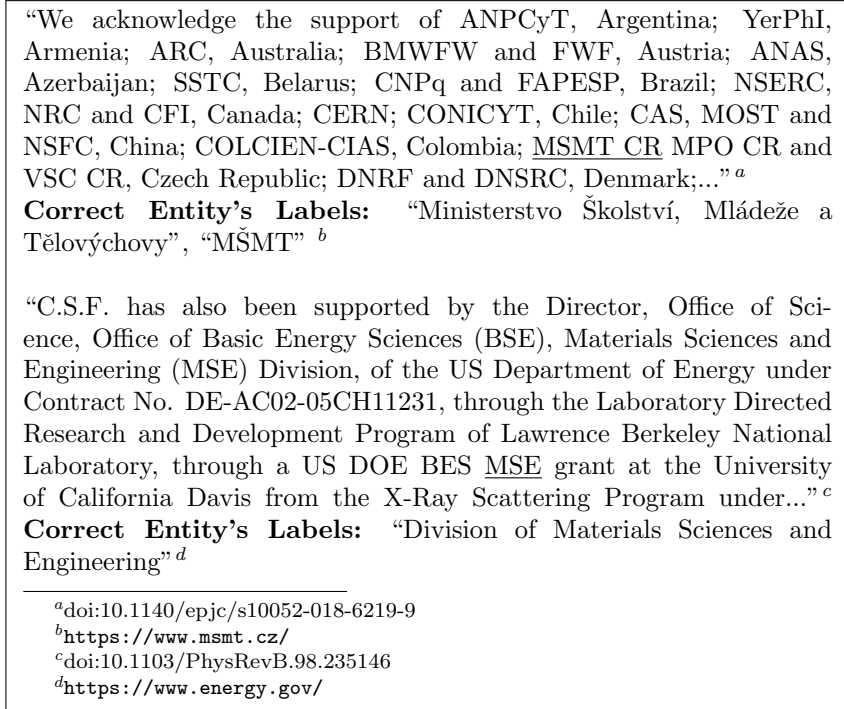 “We acknowledge the support of ANPCyT, Argentina; YerPhI,
Armenia; ARC, Australia; BMWFW and FWF, Austria; ANAS,
Azerbaijan; SSTC, Belarus; CNPq and FAPESP, Brazil; NSERC,
NRC and CFI, Canada; CERN; CONICYT, Chile; CAS, MOST and
NSFC, China; COLCIEN-CIAS, Colombia; MSMT CR MPO CR and
VSC CR, Czech Republic; DNRF and DNSRC, Denmark;...” a
Correct Entity's Labels: “Ministerstvo Školství, Mládeže a
Tělovýchovy”, “MŠMT” b
“C.S.F. has also been supported by the Director, Office of Sci-
ence, Office of Basic Energy Sciences (BSE), Materials Sciences and
Engineering (MSE) Division, of the US Department of Energy under
Contract No. DE-AC02-05CH11231, through the Laboratory Directed
Research and Development Program of Lawrence Berkeley National
Laboratory, through a US DOE BES MSE grant at the University
of California Davis from the X-Ray Scattering Program under...” c
Correct Entity's Labels: “Division of Materials Sciences and
Engineering” d
a doi:10.1140/epjc/s10052-018-6219-9
b https://www.msmt.cz/
c doi:10.1103/PhysRevB.98.235146
d https://www.energy.gov/